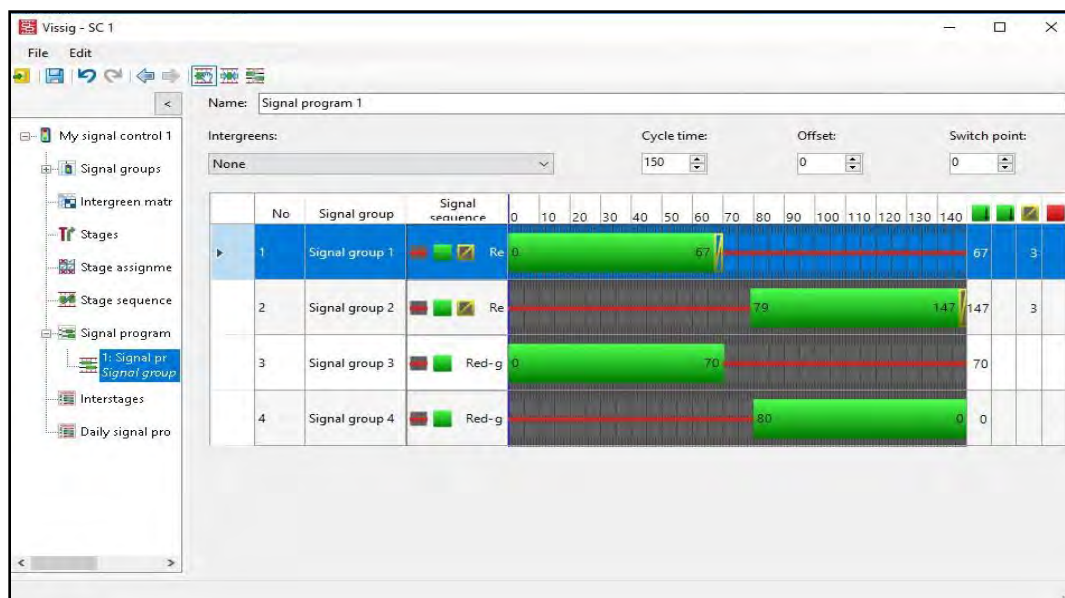 Vissig - SC 1
File Edit
<
Name: Signal program 1
My signal control 1
Signal groups
Intergreen matr
Stages
Stage assignme
Stage sequence
Signal program
1: Signal pr
Signal group
Interstages
Daily signal pro
Intergreens: Cycle time: Offset: Switch point:
None 150 0 0
No Signal group Signal sequence 0 10 20 30 40 50 60 70 80 90 100 110 120 130 140
1 Signal group 1 Re 0 67 67 3
2 Signal group 2 Re 79 147 147 3
3 Signal group 3 Red-g 0 70 70
4 Signal group 4 Red-g 80 0 0
< >